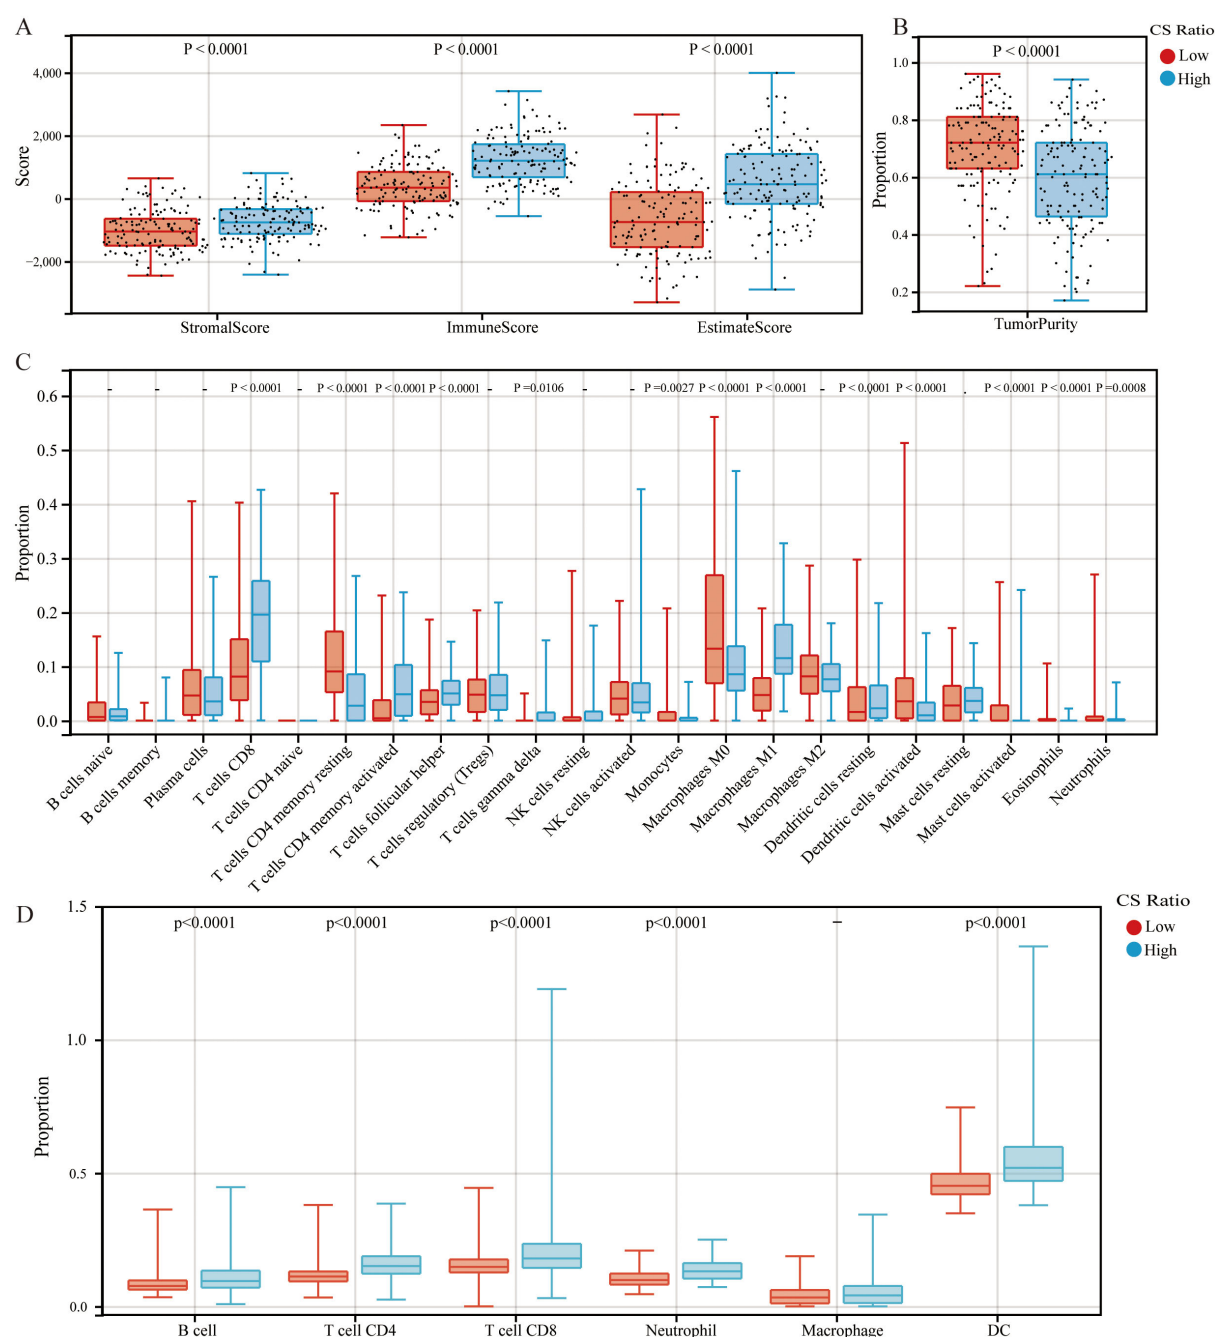 A
P < 0.0001
P < 0.0001
P < 0.0001
4,000
2,000
0
−2,000
Score
StromalScore
ImmuneScore
EstimateScore
B
P < 0.0001
1.0
0.8
0.6
0.4
0.2
Proportion
TumorPurity
CS Ratio
Low
High
C
- - - P < 0.0001 - P < 0.0001 P < 0.0001 P < 0.0001 - P =0.0106 - - P =0.0027 P < 0.0001 P < 0.0001 - P < 0.0001 P < 0.0001 . P < 0.0001 P < 0.0001 P =0.0008
0.6
0.5
0.4
0.3
0.2
0.1
0.0
Proportion
B cells naive
B cells memory
Plasma cells
T cells CD8
T cells CD4 naive
T cells CD4 memory resting
T cells CD4 memory activated
T cells follicular helper
T cells regulatory (Tregs)
T cells gamma delta
NK cells resting
NK cells activated
Monocytes
Macrophages M0
Macrophages M1
Macrophages M2
Dendritic cells resting
Dendritic cells activated
Mast cells resting
Mast cells activated
Eosinophils
Neutrophils
D
p<0.0001
p<0.0001
p<0.0001
p<0.0001
–
p<0.0001
1.5
1.0
0.5
0.0
Proportion
B cell
T cell CD4
T cell CD8
Neutrophil
Macrophage
DC
CS Ratio
Low
High